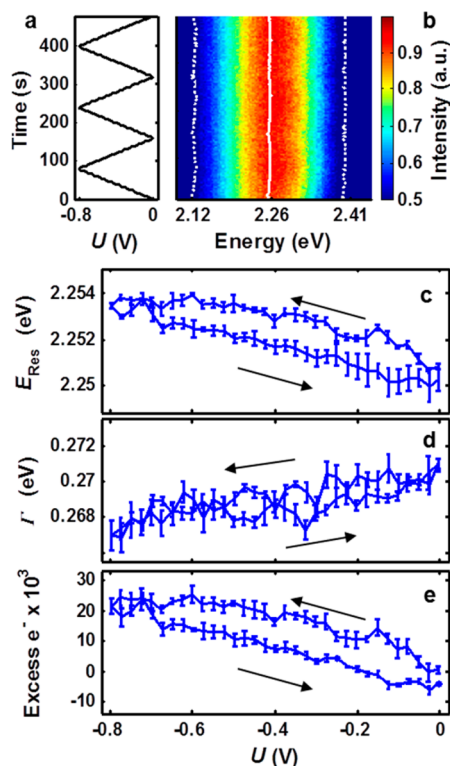 a
b
Time (s)
400
300
200
100
0
-0.8
0
U (V)
2.12
2.26
2.41
Energy (eV)
0.9
0.8
0.7
0.6
0.5
Intensity (a.u.)
c
E_Res (eV)
2.254
2.252
2.25
d
Γ (eV)
0.272
0.27
0.268
e
Excess e⁻ x 10³
30
20
10
0
-10
-0.8
-0.6
-0.4
-0.2
0
U (V)